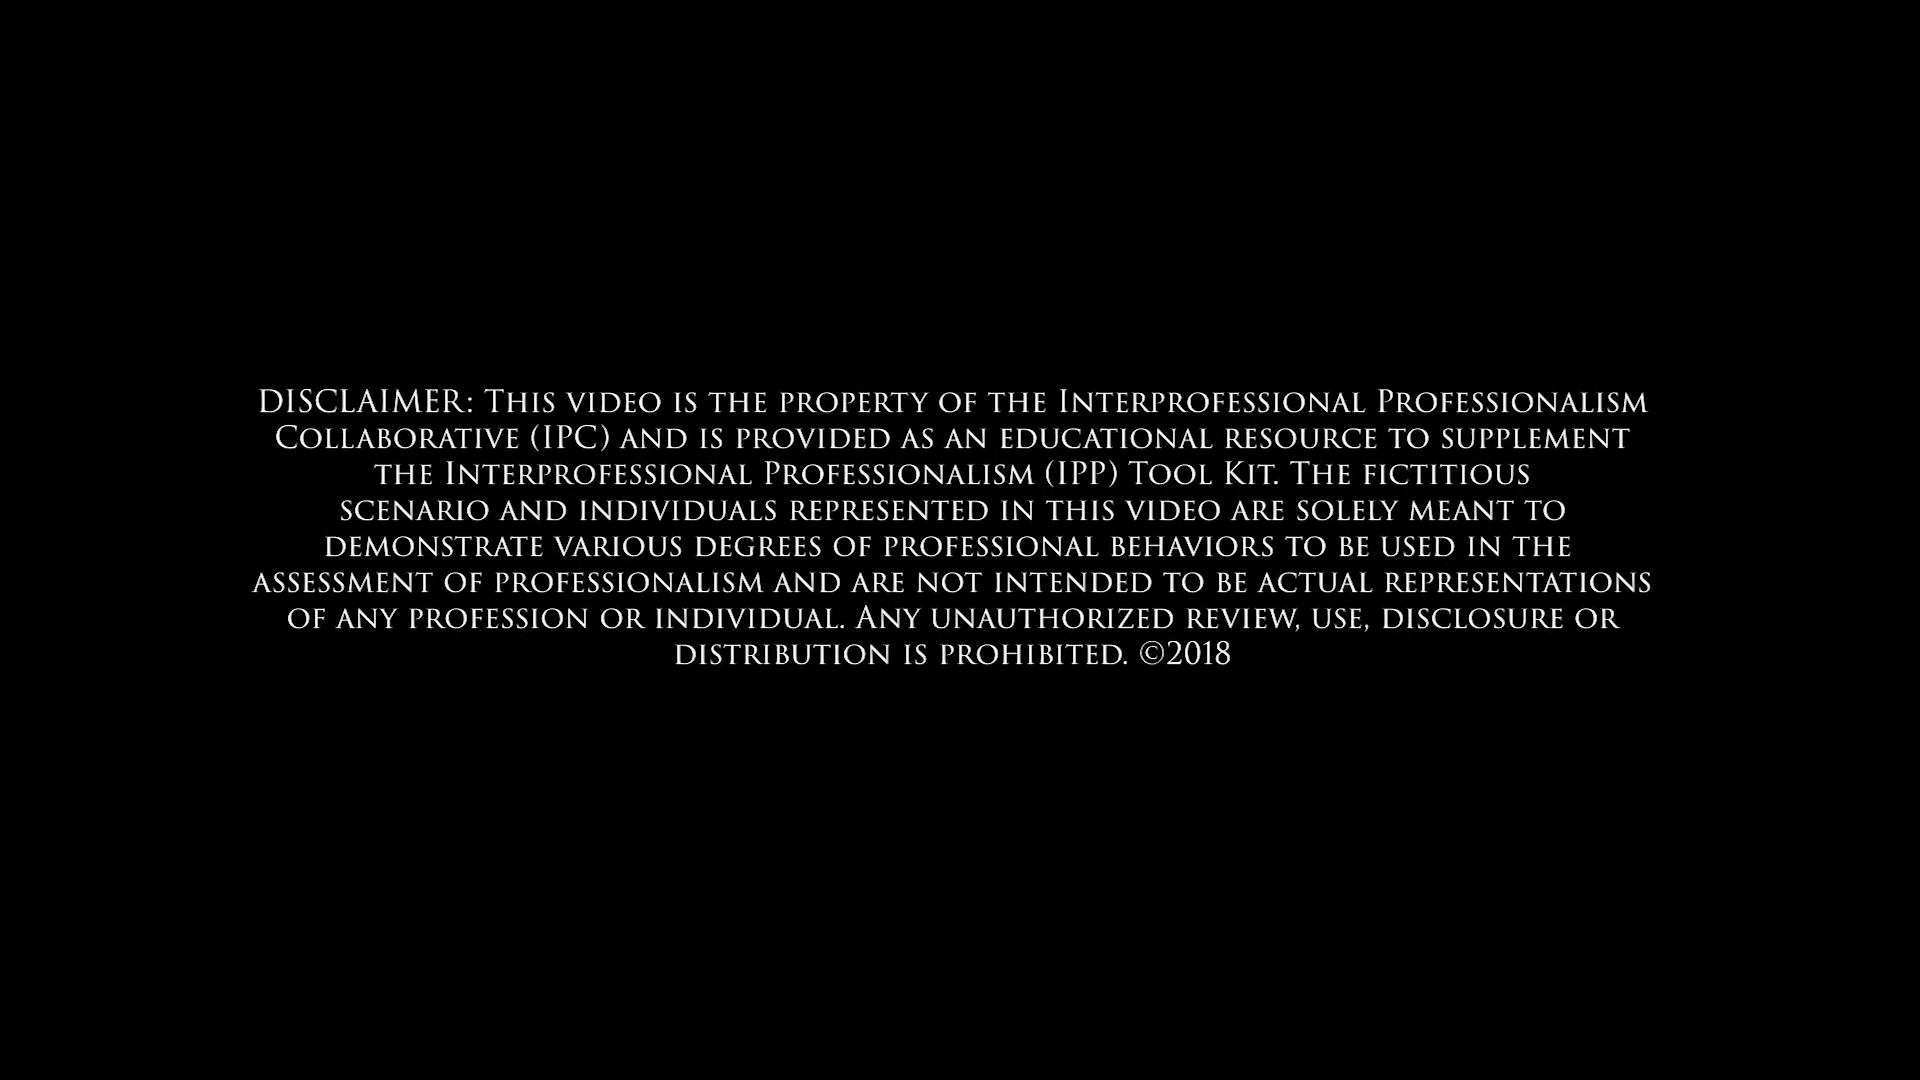 DISCLAIMER: This video is the property of the Interprofessional Professionalism
Collaborative (IPC) and is provided as an educational resource to supplement
the Interprofessional Professionalism (IPP) Tool Kit. The fictitious
scenario and individuals represented in this video are solely meant to
demonstrate various degrees of professional behaviors to be used in the
assessment of professionalism and are not intended to be actual representations
of any profession or individual. Any unauthorized review, use, disclosure or
distribution is prohibited. ©2018